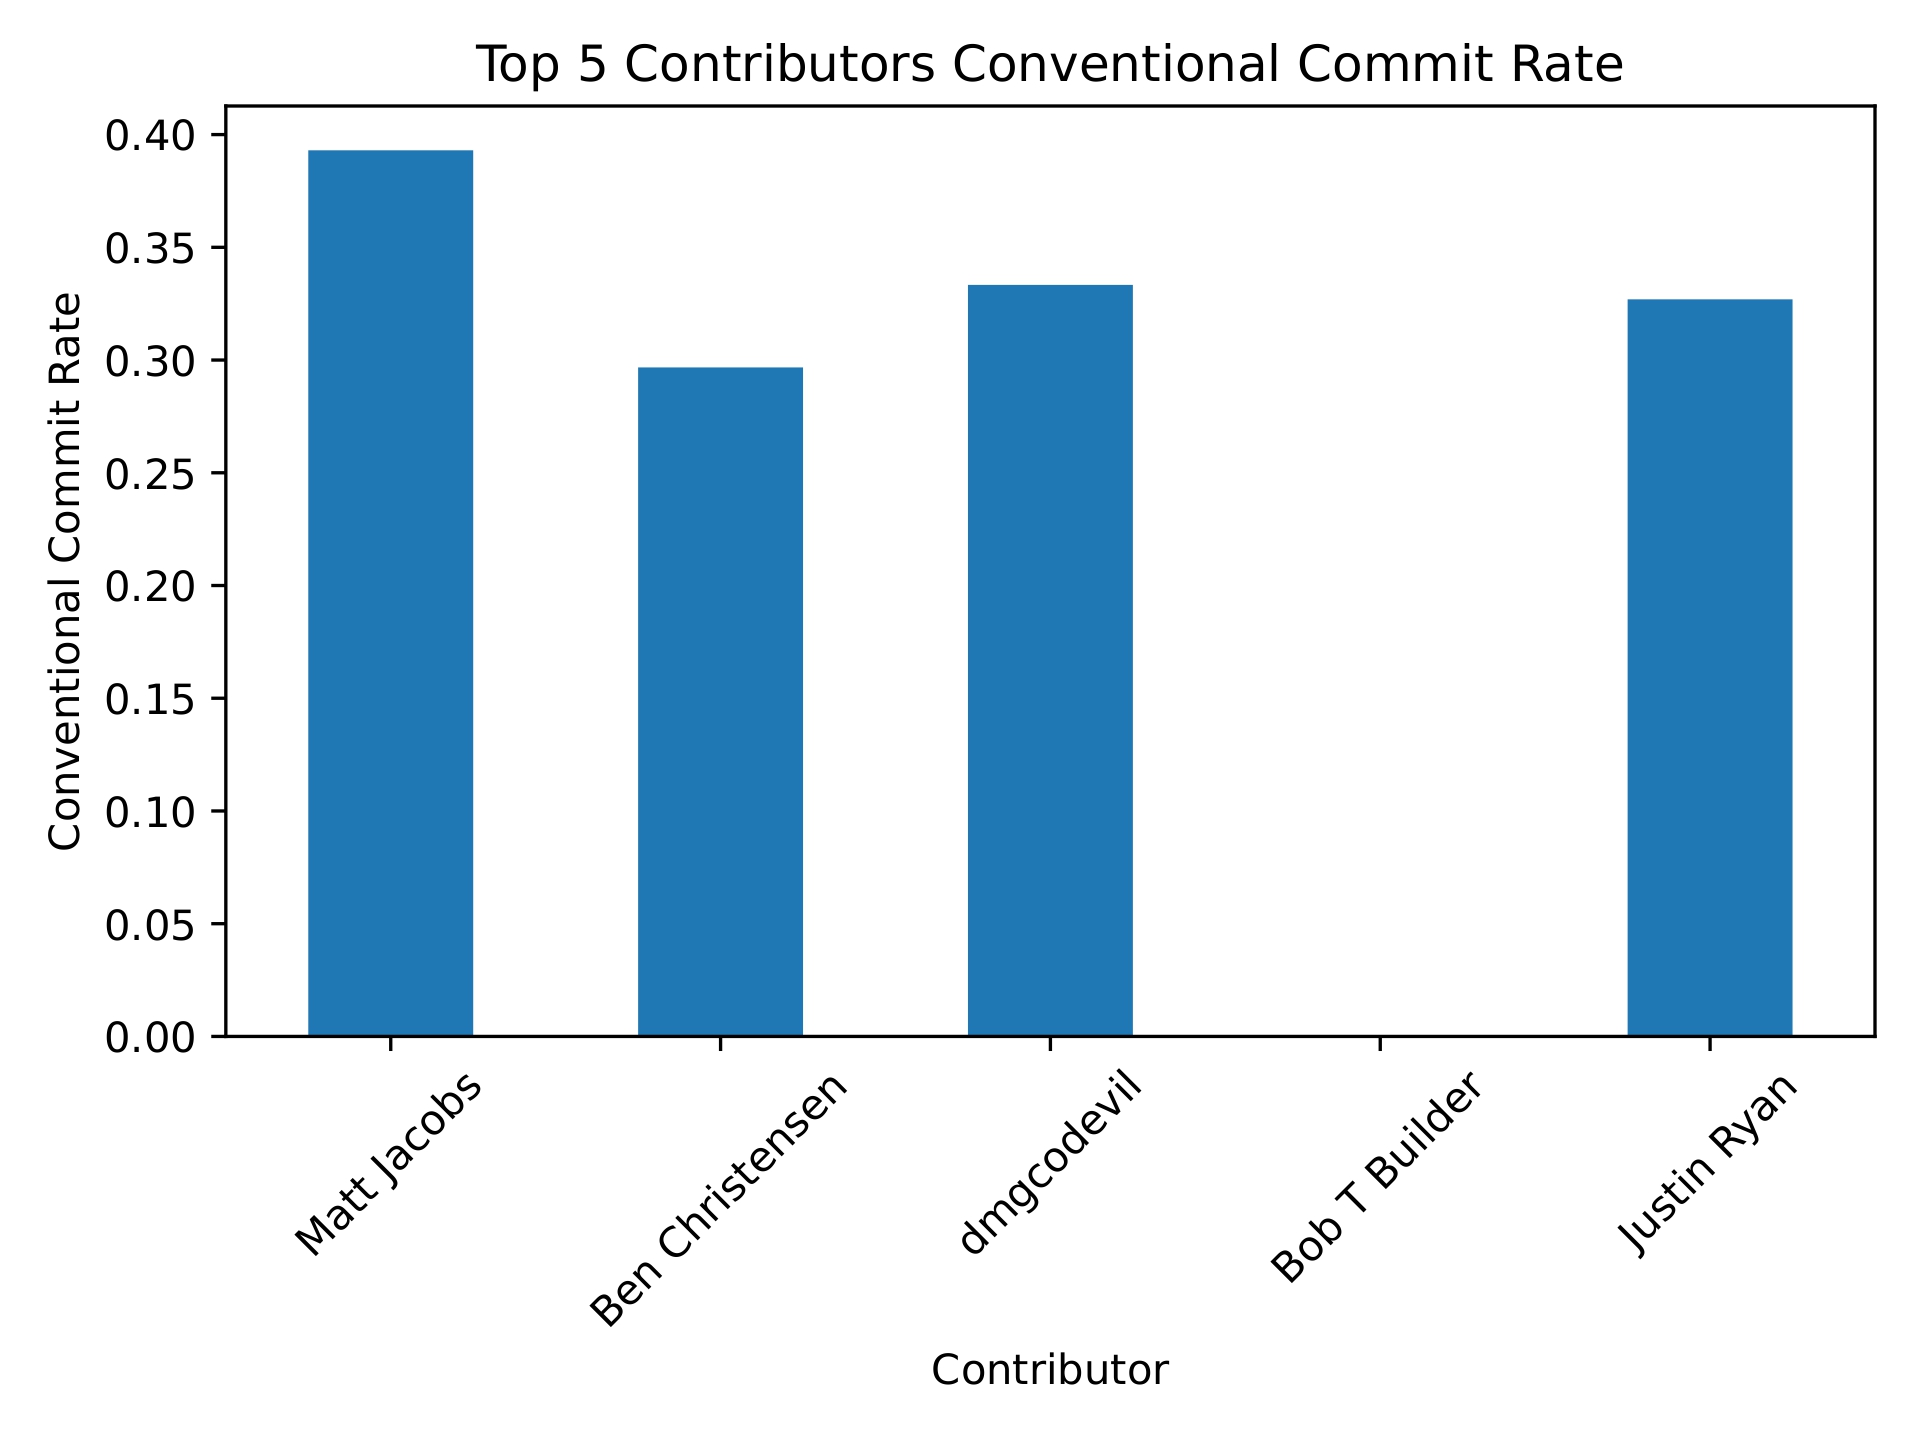 Top 5 Contributors Conventional Commit Rate
Conventional Commit Rate
0.40
0.35
0.30
0.25
0.20
0.15
0.10
0.05
0.00
Matt Jacobs
Ben Christensen
dmgcodevil
Bob T Builder
Justin Ryan
Contributor